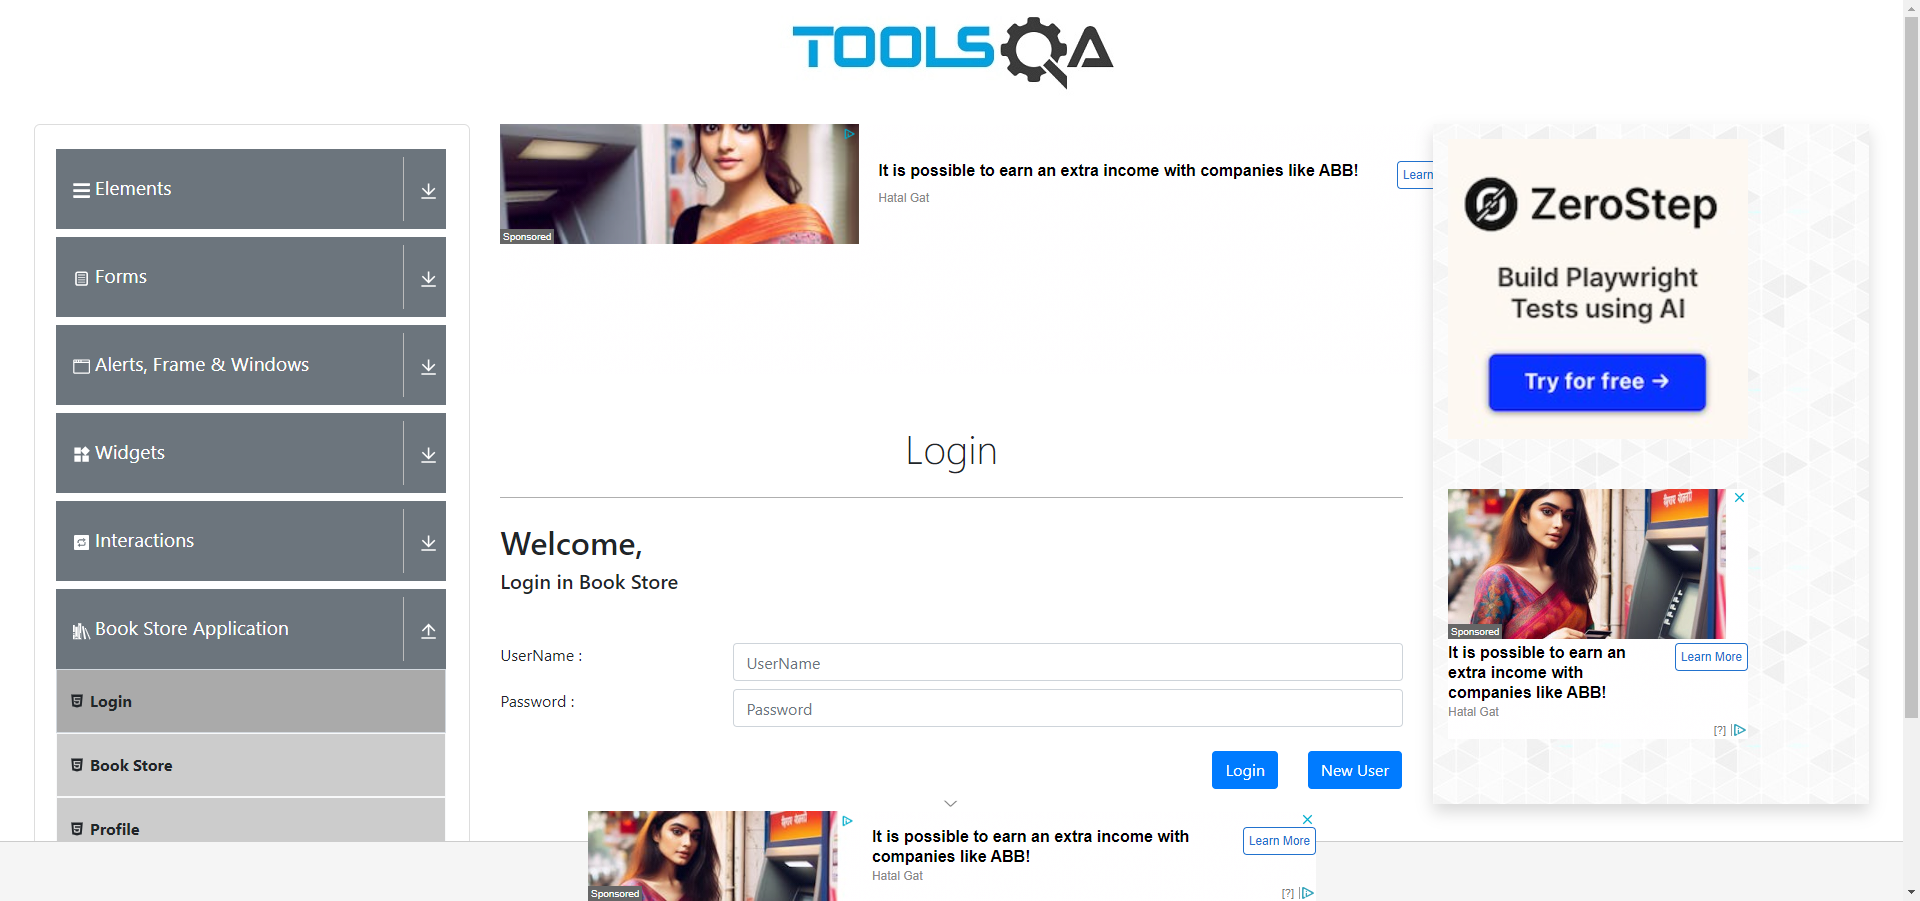 TOOLSQA
Elements
Forms
Alerts, Frame & Windows
Widgets
Interactions
Book Store Application
Login
Book Store
Profile
Sponsored
It is possible to earn an extra income with companies like ABB!
Hatal Gat
Learn
Login
Welcome,
Login in Book Store
UserName :
UserName
Password :
Password
Login
New User
ZeroStep
Build Playwright
Tests using AI
Try for free →
Sponsored
It is possible to earn an
extra income with
companies like ABB!
Hatal Gat
Learn More
[?]
Sponsored
It is possible to earn an extra income with
companies like ABB!
Hatal Gat
Learn More
[?]